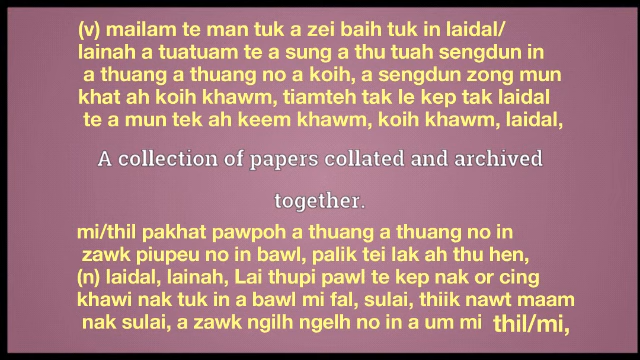 (v) mailam te man tuk a zei baih tuk in laidal/
lainah a tuatuam te a sung a thu tuah sengdun in
a thuang a thuang no a koih, a sengdun zong mun
khat ah koih khawm, tiamteh tak le kep tak laidal
te a mun tek ah keem khawm, koih khawm, laidal,
A collection of papers collated and archived
together.
mi/thil pakhat pawpoh a thuang a thuang no in
zawk piupeu no in bawl, palik tei lak ah thu hen,
(n) laidal, lainah, Lai thupi pawl te kep nak or cing
khawi nak tuk in a bawl mi fal, sulai, thiik nawt maam
nak sulai, a zawk ngilh ngelh no in a um mi thil/mi,